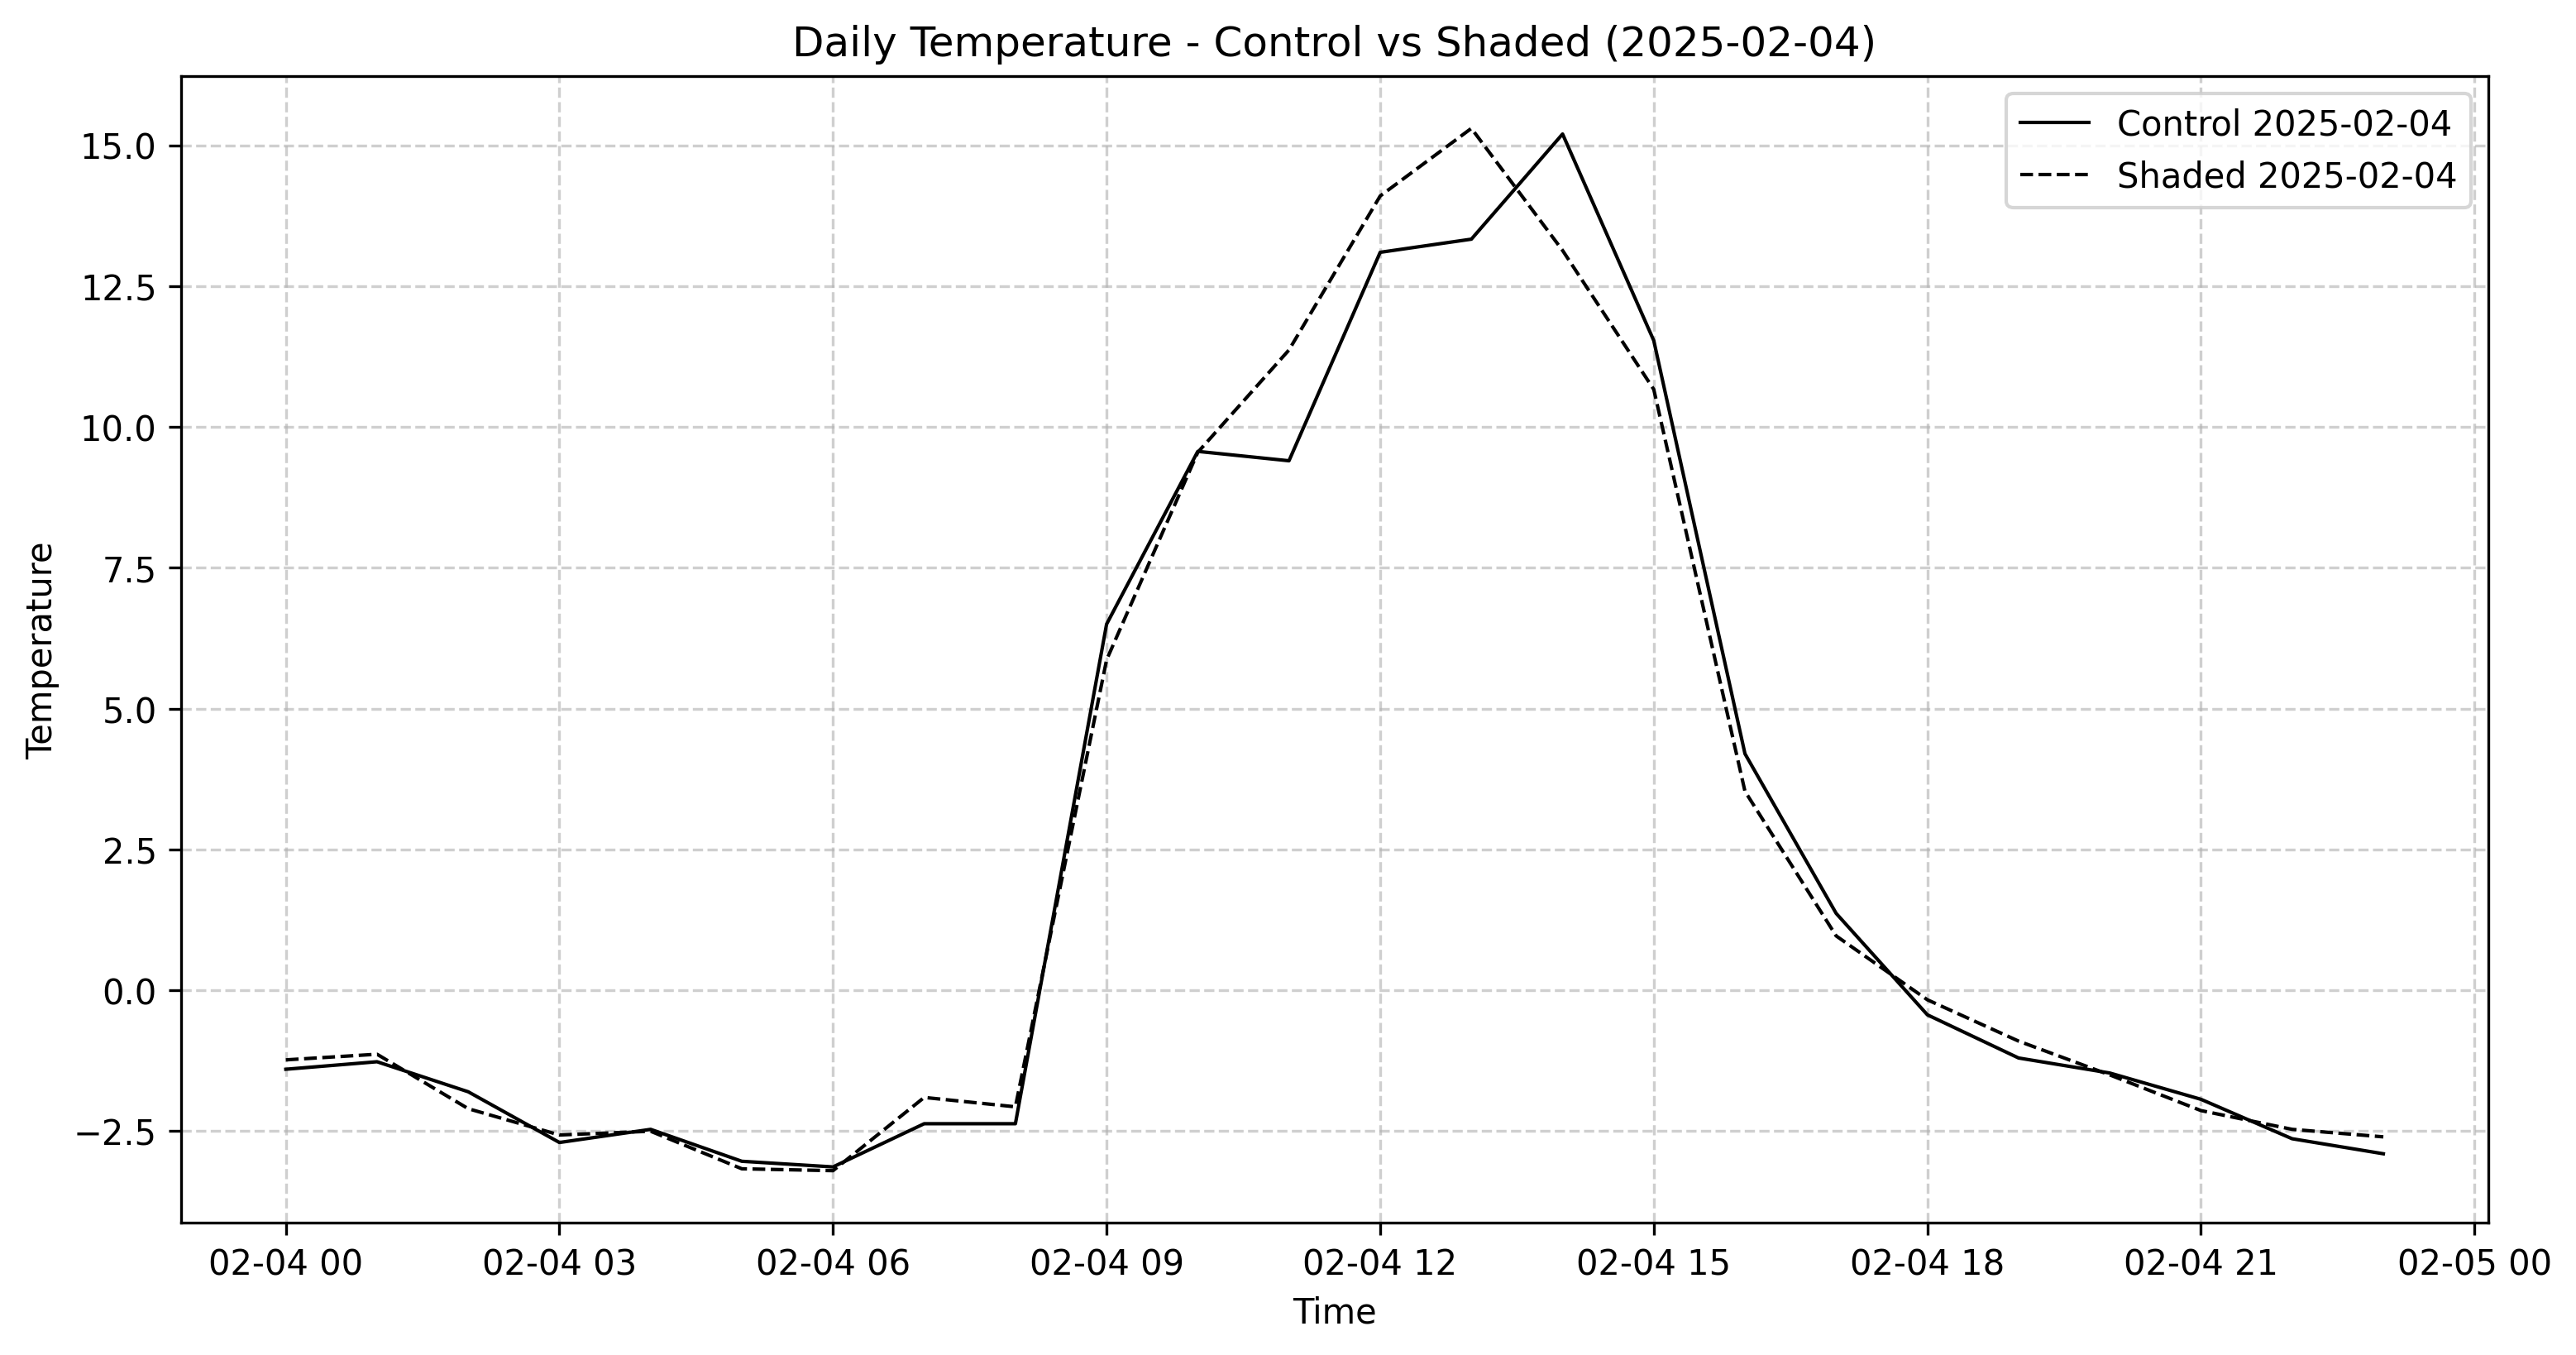 Daily Temperature - Control vs Shaded (2025-02-04)
Control 2025-02-04
Shaded 2025-02-04
15.0
12.5
10.0
7.5
5.0
2.5
0.0
−2.5
Temperature
02-04 00 02-04 03 02-04 06 02-04 09 02-04 12 02-04 15 02-04 18 02-04 21 02-05 00
Time